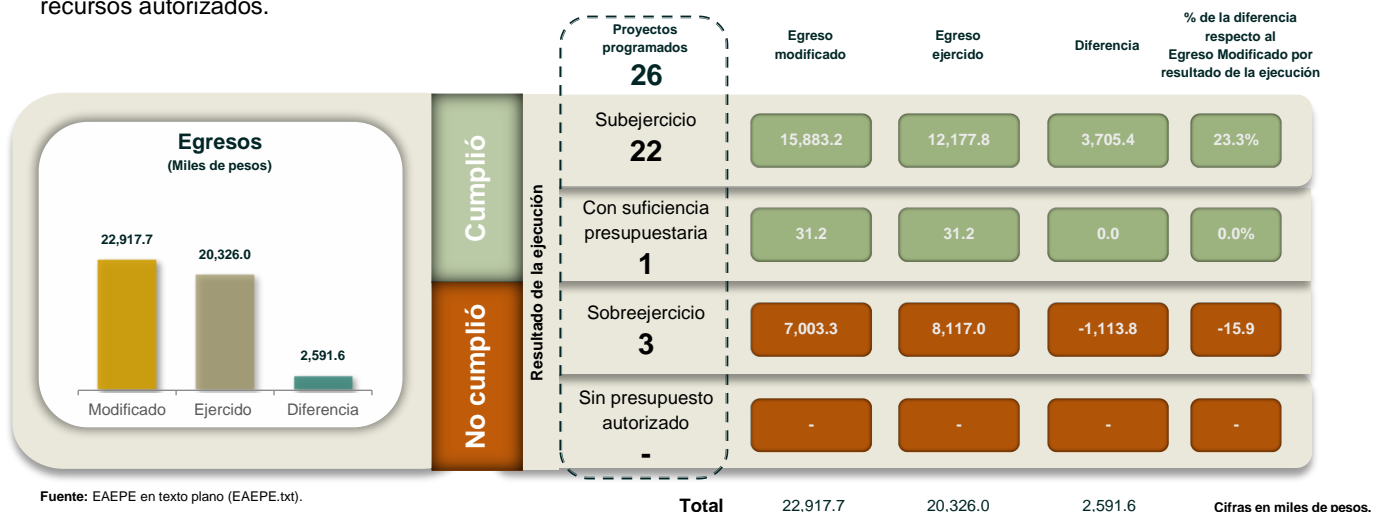 recursos autorizados.
Proyectos
programados
26
Egreso
modificado
Egreso
ejercido
Diferencia
% de la diferencia
respecto al
Egreso Modificado por
resultado de la ejecución
Egresos
(Miles de pesos)
22,917.7
20,326.0
2,591.6
Modificado
Ejercido
Diferencia
Cumplió
No cumplió
Resultado de la ejecución
Subejercicio
22
15,883.2
12,177.8
3,705.4
23.3%
Con suficiencia
presupuestaria
1
31.2
31.2
0.0
0.0%
Sobreejercicio
3
7,003.3
8,117.0
-1,113.8
-15.9
Sin presupuesto
autorizado
-
-
-
-
-
Fuente: EAEPE en texto plano (EAEPE.txt).
Total
22,917.7
20,326.0
2,591.6
Cifras en miles de pesos.